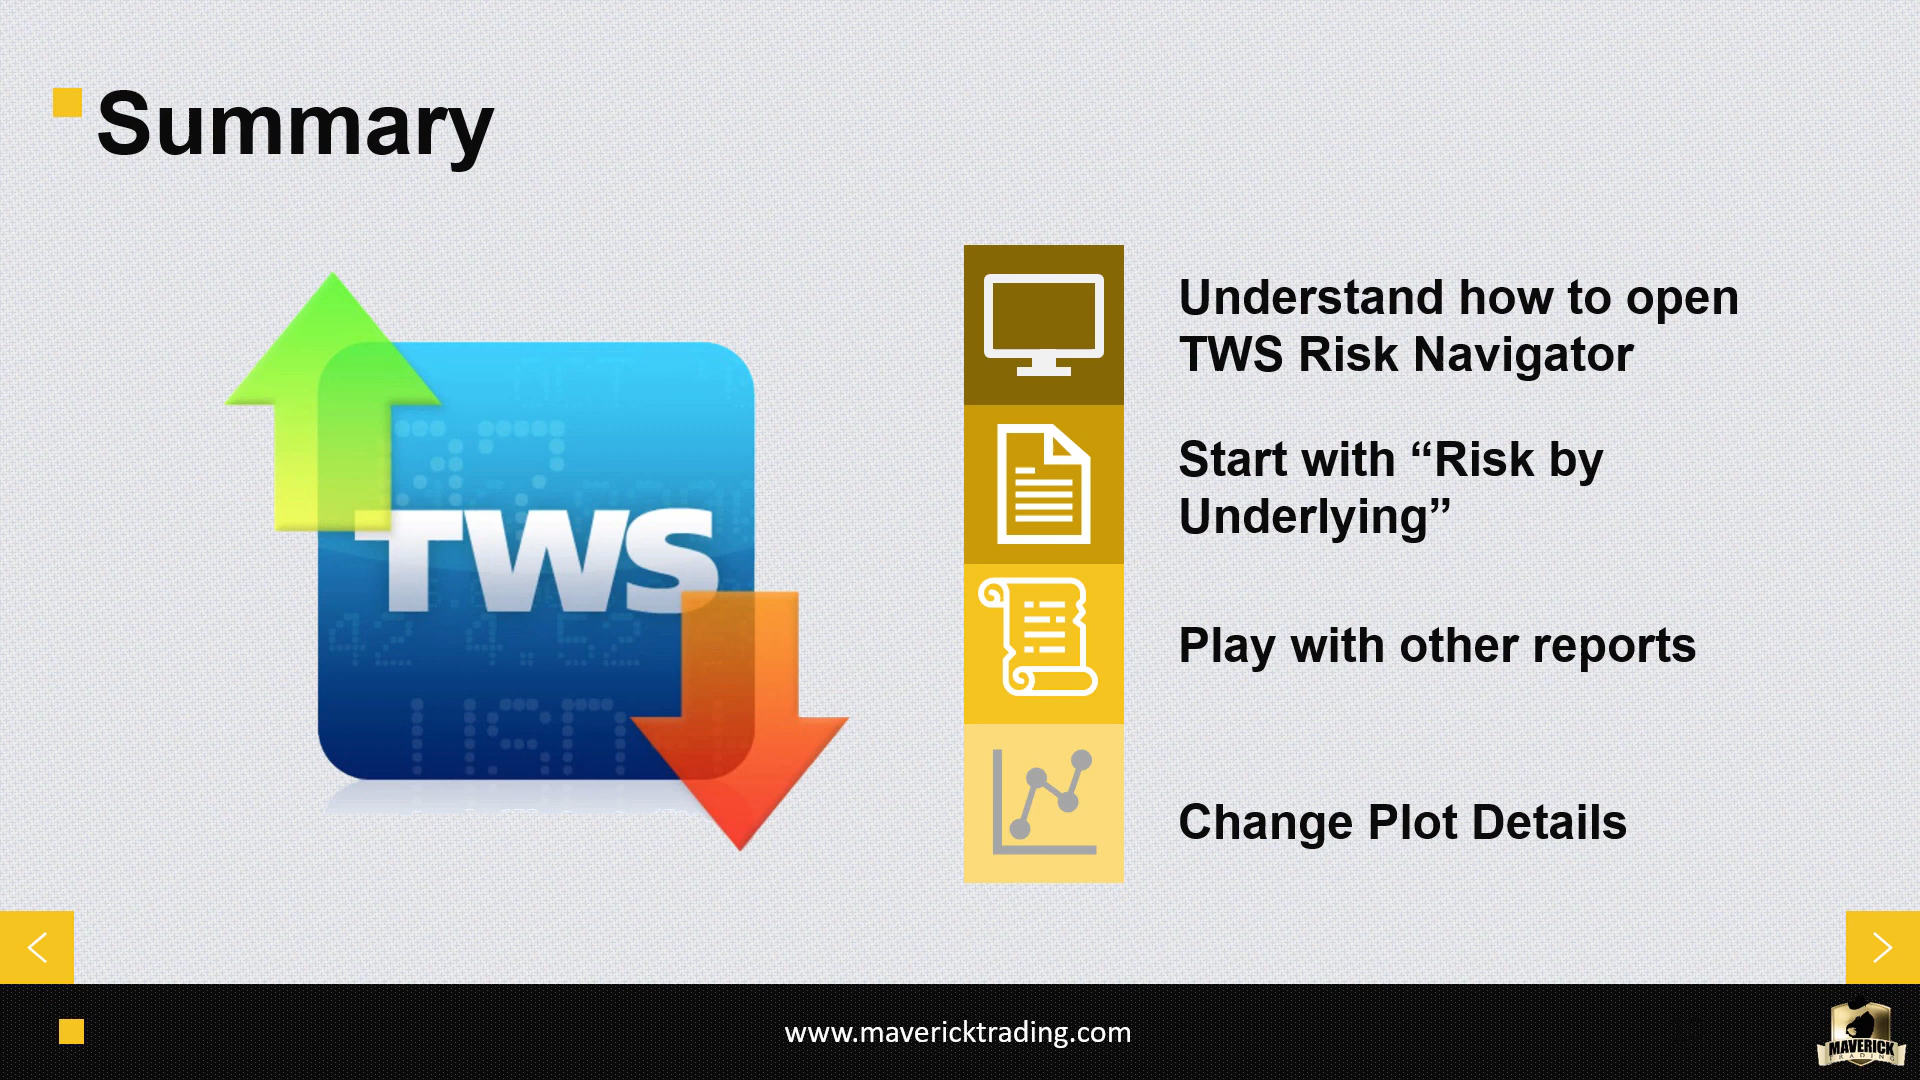 Summary
TWS
Understand how to open
TWS Risk Navigator
Start with “Risk by
Underlying”
Play with other reports
Change Plot Details
www.mavericktrading.com
MAVERICK
TRADING